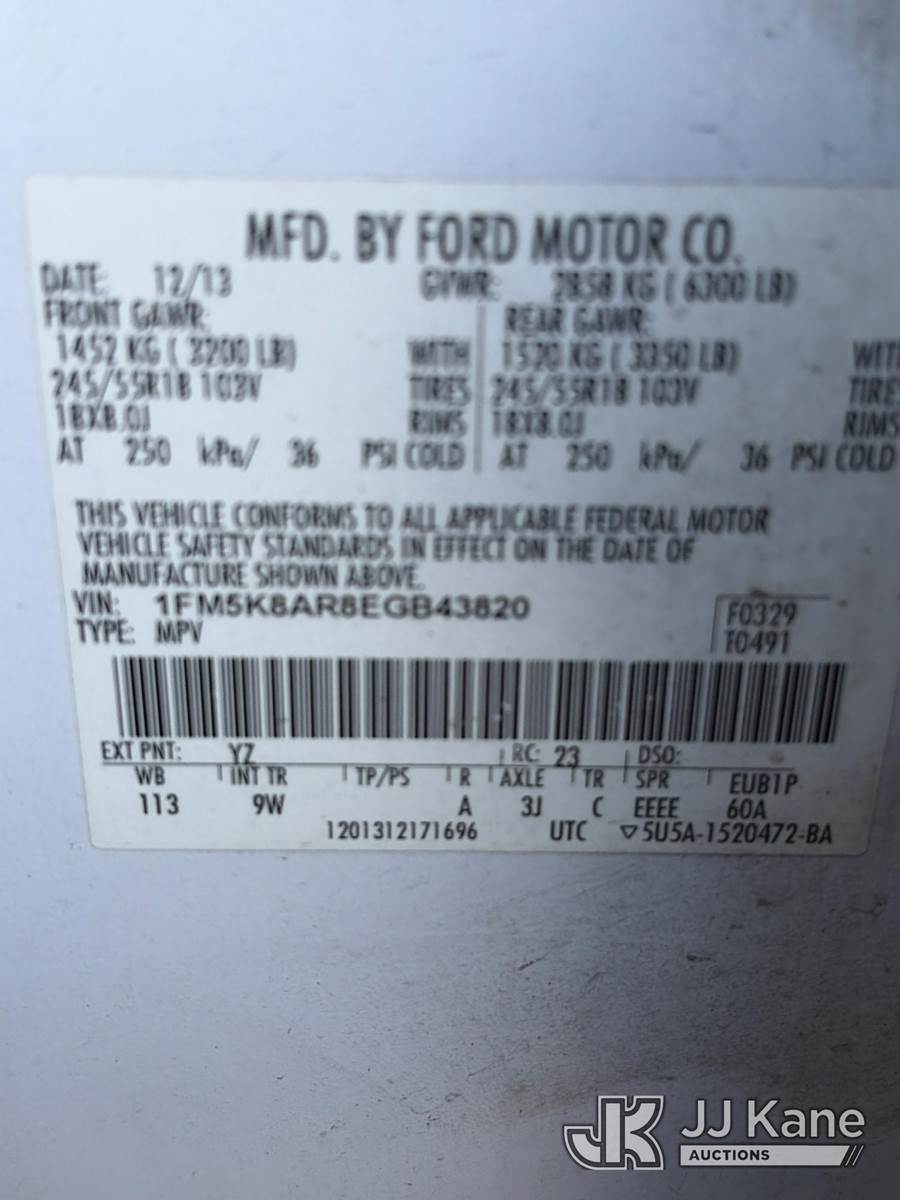 MFD. BY FORD MOTOR CO.
DATE: 12/13 GVWR: 2858 KG ( 6300 LB)
FRONT GAWR: REAR GAWR:
1452 KG ( 3200 LB) WITH 1520 KG ( 3350 LB) WITH
245/55R18 103V TIRES 245/55R18 103V TIRES
18X8.0J RIMS 18X8.0J RIMS
AT 250 kPa/ 36 PSI COLD AT 250 kPa/ 36 PSI COLD
THIS VEHICLE CONFORMS TO ALL APPLICABLE FEDERAL MOTOR
VEHICLE SAFETY STANDARDS IN EFFECT ON THE DATE OF
MANUFACTURE SHOWN ABOVE.
VIN: 1FM5K8AR8EGB43820 F0329
TYPE: MPV T0491
EXT PNT: YZ RC: 23 DSO:
WB INT TR TP/PS R AXLE TR SPR EUB1P
113 9W A 3J C EEEE 60A
1201312171696 UTC ▽5U5A-1520472-BA
JK JJ Kane
AUCTIONS